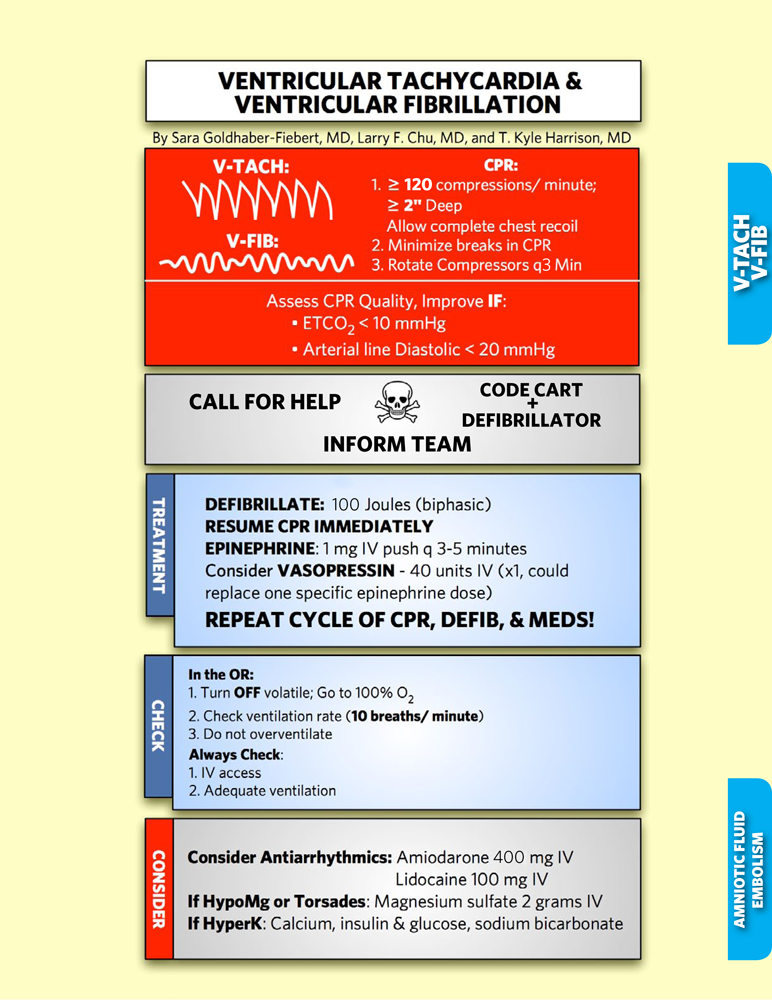 VENTRICULAR TACHYCARDIA &
VENTRICULAR FIBRILLATION
By Sara Goldhaber-Fiebert, MD, Larry F. Chu, MD, and T. Kyle Harrison, MD
V-TACH:
V-FIB:
CPR:
1. ≥ 120 compressions/ minute;
≥ 2" Deep
Allow complete chest recoil
2. Minimize breaks in CPR
3. Rotate Compressors q3 Min
Assess CPR Quality, Improve IF:
• ETCO₂ < 10 mmHg
• Arterial line Diastolic < 20 mmHg
CALL FOR HELP
CODE CART
+
DEFIBRILLATOR
INFORM TEAM
TREATMENT
DEFIBRILLATE: 100 Joules (biphasic)
RESUME CPR IMMEDIATELY
EPINEPHRINE: 1 mg IV push q 3-5 minutes
Consider VASOPRESSIN - 40 units IV (x1, could
replace one specific epinephrine dose)
REPEAT CYCLE OF CPR, DEFIB, & MEDS!
CHECK
In the OR:
1. Turn OFF volatile; Go to 100% O₂
2. Check ventilation rate (10 breaths/ minute)
3. Do not overventilate
Always Check:
1. IV access
2. Adequate ventilation
CONSIDER
Consider Antiarrhythmics: Amiodarone 400 mg IV
Lidocaine 100 mg IV
If HypoMg or Torsades: Magnesium sulfate 2 grams IV
If HyperK: Calcium, insulin & glucose, sodium bicarbonate
V-TACH
V-FIB
AMNIOTIC FLUID
EMBOLISM